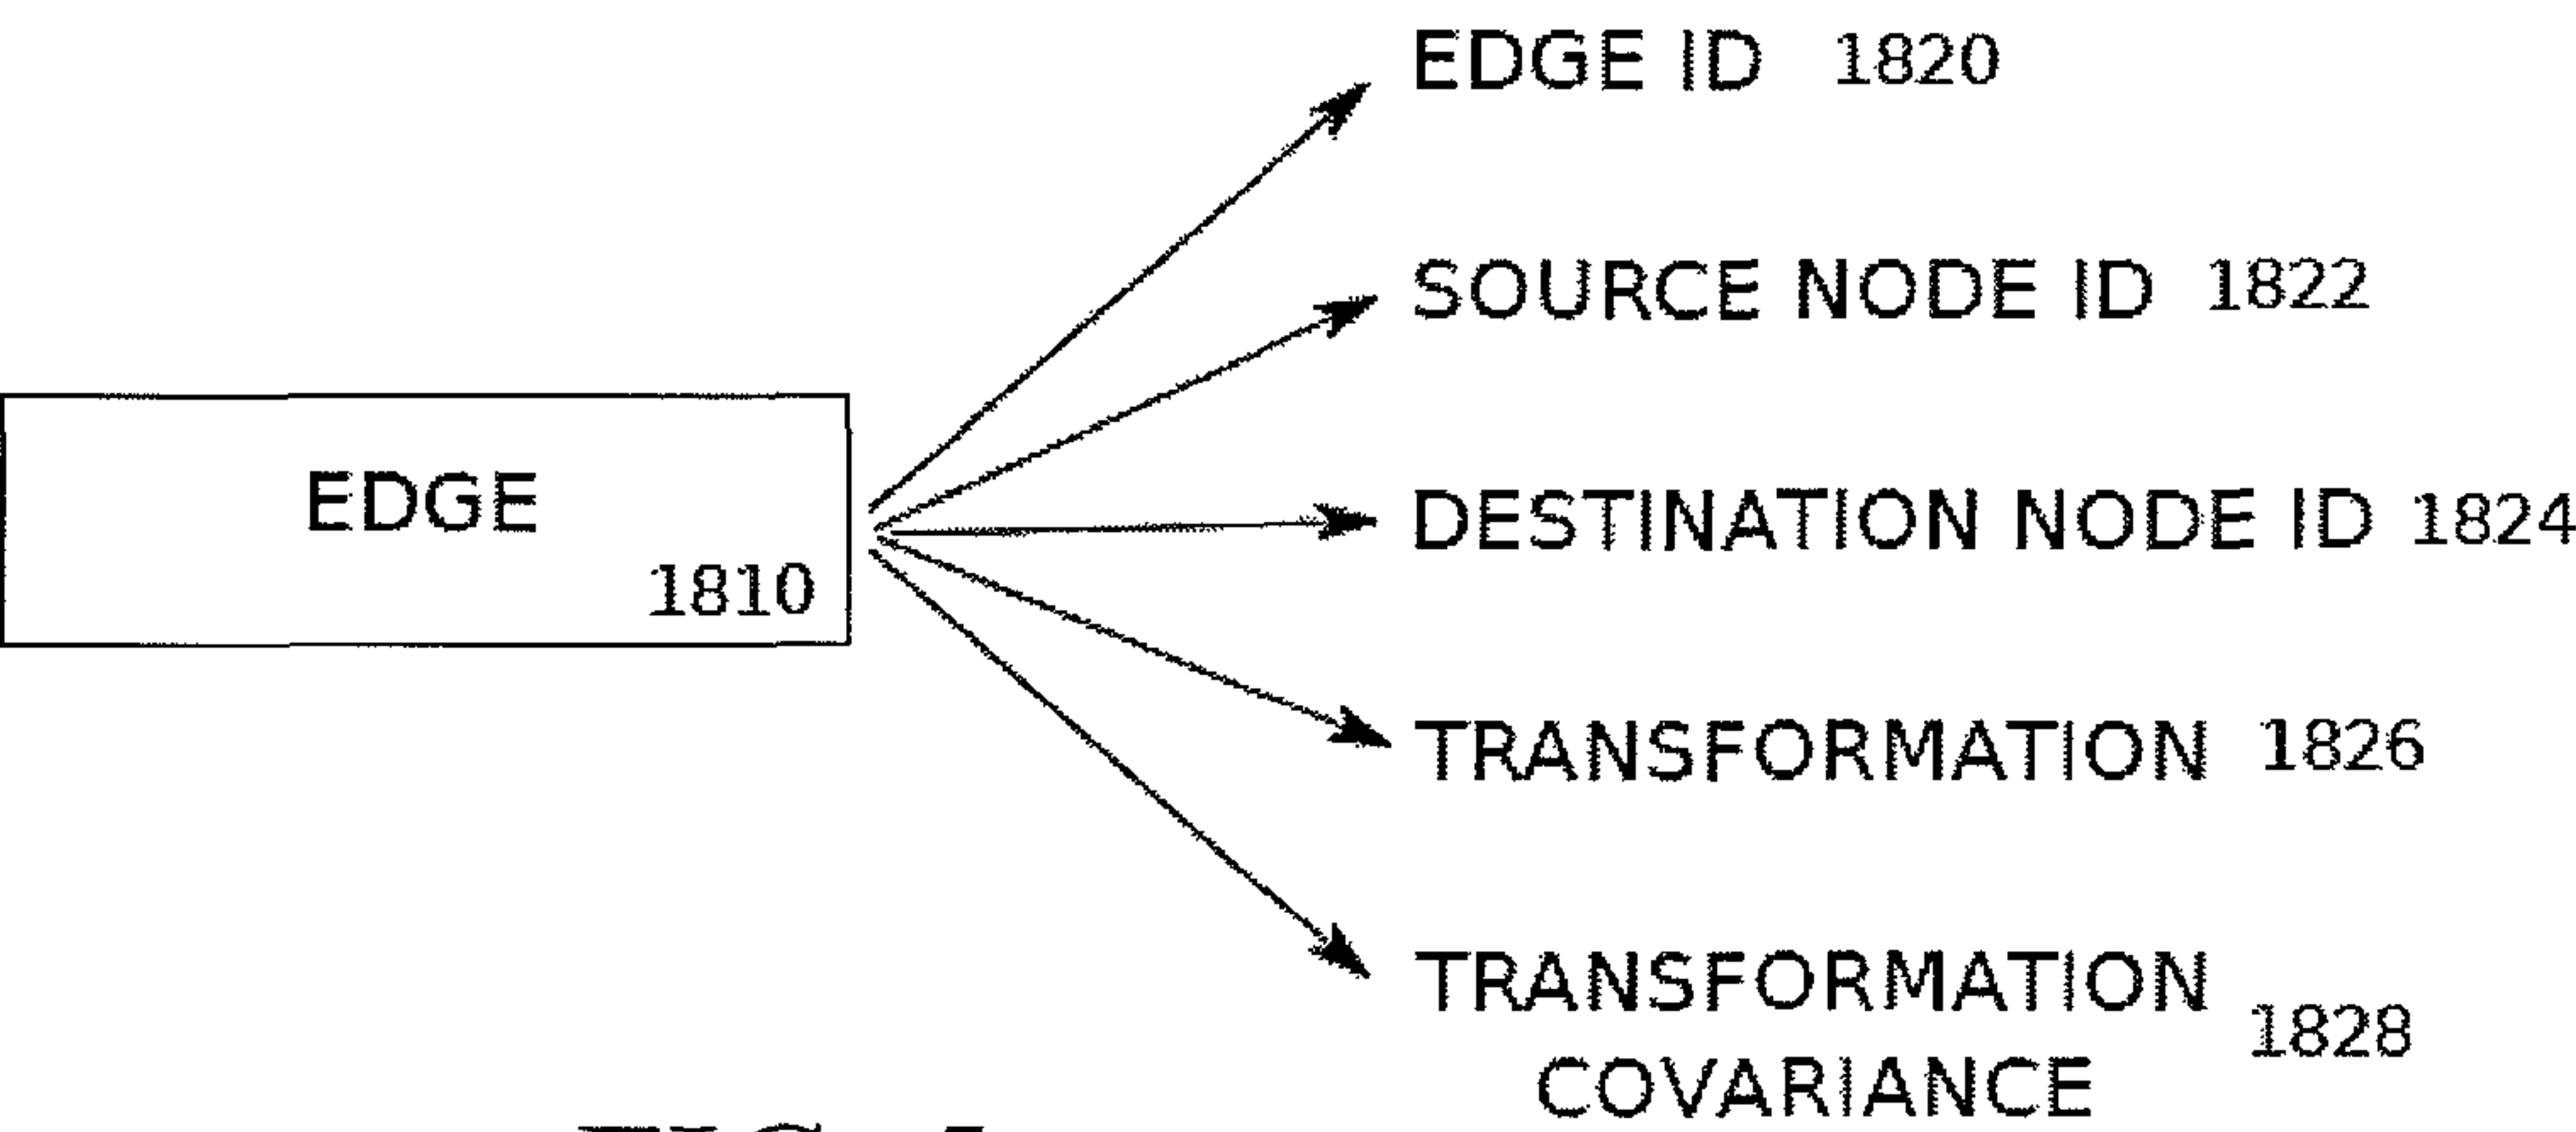 EDGE ID 1820
SOURCE NODE ID 1822
EDGE
1810
DESTINATION NODE ID 1824
TRANSFORMATION 1826
TRANSFORMATION
COVARIANCE 1828